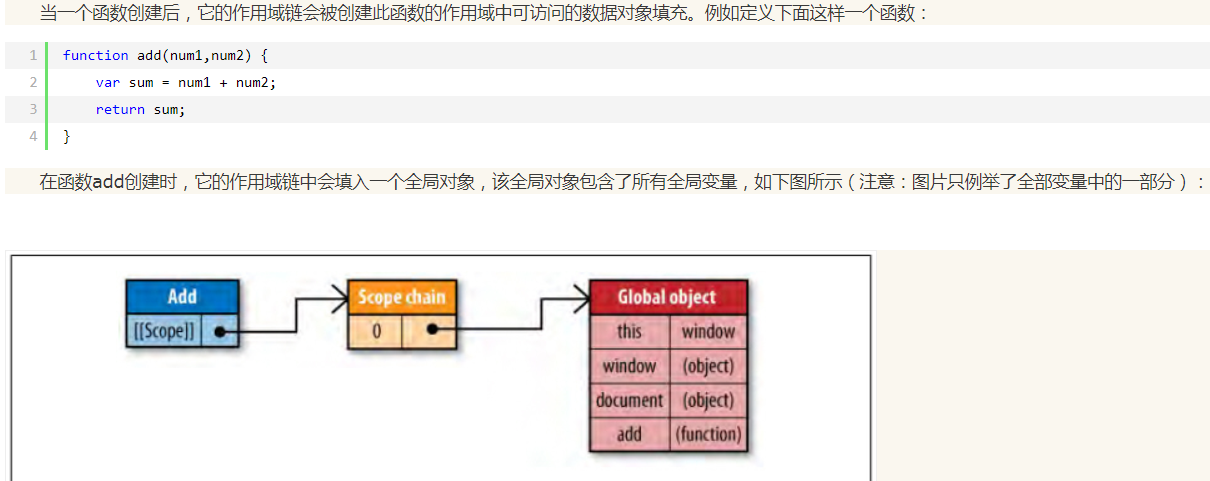 当一个函数创建后，它的作用域链会被创建此函数的作用域中可访问的数据对象填充。例如定义下面这样一个函数：
1 function add(num1,num2) {
2 var sum = num1 + num2;
3 return sum;
4 }
在函数add创建时，它的作用域链中会填入一个全局对象，该全局对象包含了所有全局变量，如下图所示（注意：图片只例举了全部变量中的一部分）：
Add
[[Scope]]
Scope chain
0
Global object
this window
window (object)
document (object)
add (function)